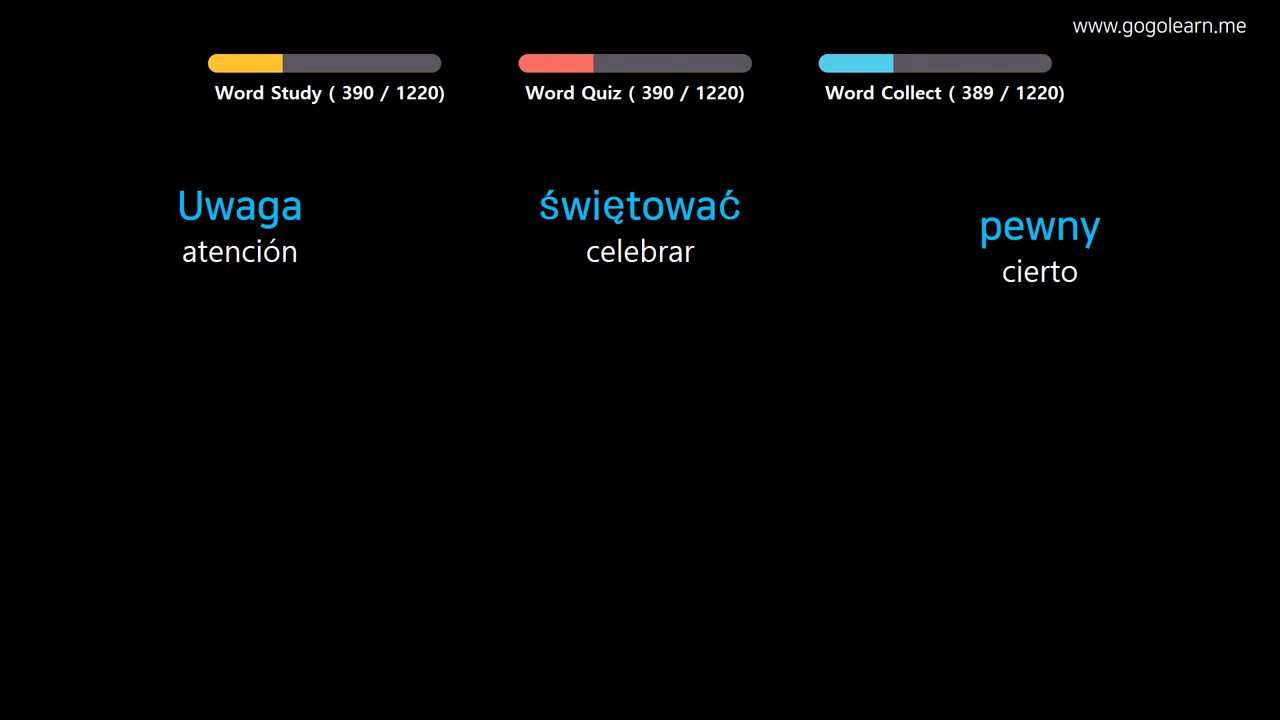 www.gogolearn.me
Word Study ( 390 / 1220)
Word Quiz ( 390 / 1220)
Word Collect ( 389 / 1220)
Uwaga
atención
świętować
celebrar
pewny
cierto